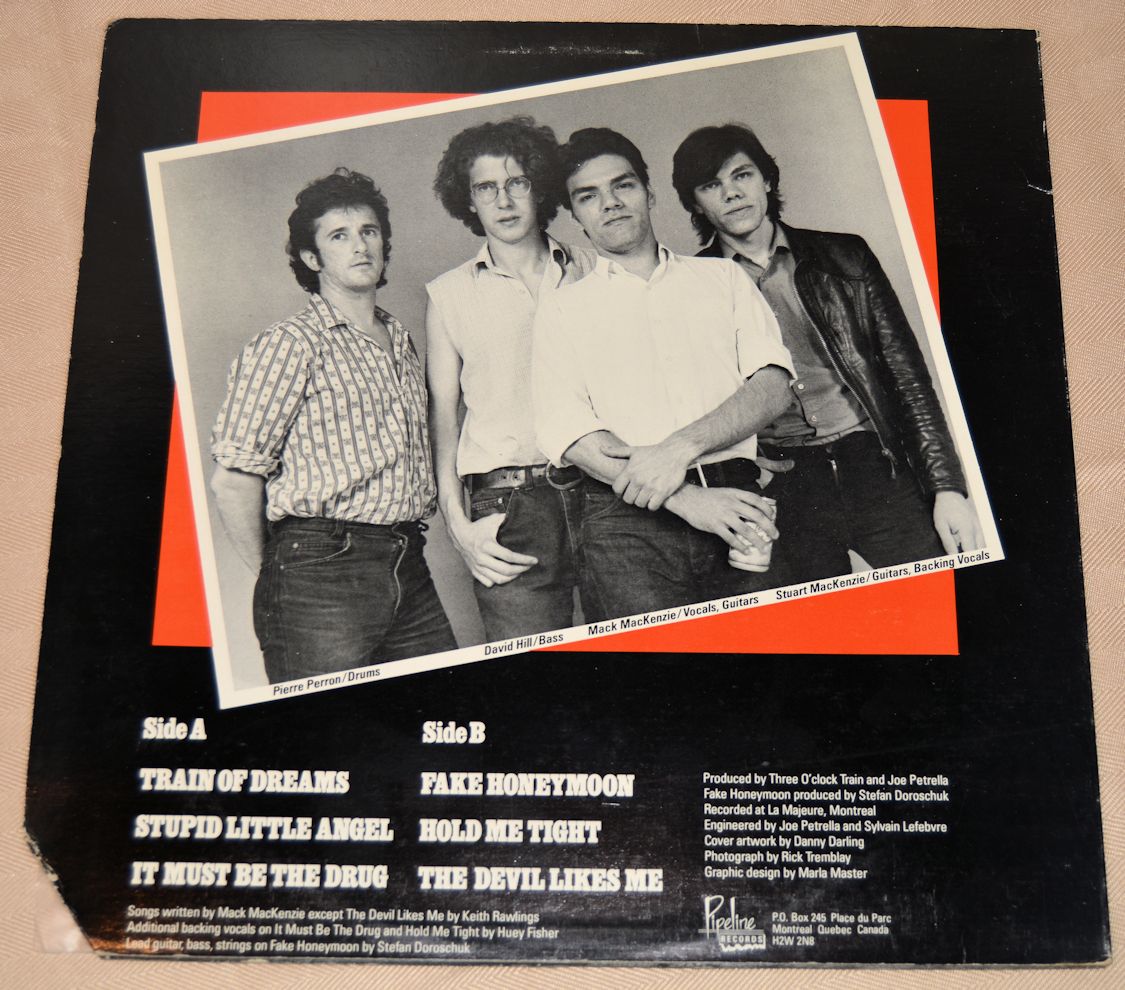 Pierre Perron/Drums
David Hill/Bass
Mack MacKenzie/Vocals, Guitars
Stuart MacKenzie/Guitars, Backing Vocals
Side A
TRAIN OF DREAMS
STUPID LITTLE ANGEL
IT MUST BE THE DRUG
Side B
FAKE HONEYMOON
HOLD ME TIGHT
THE DEVIL LIKES ME
Songs written by Mack MacKenzie except The Devil Likes Me by Keith Rawlings
Additional backing vocals on It Must Be The Drug and Hold Me Tight by Huey Fisher
Lead guitar, bass, strings on Fake Honeymoon by Stefan Doroschuk
Produced by Three O'clock Train and Joe Petrella
Fake Honeymoon produced by Stefan Doroschuk
Recorded at La Majeure, Montreal
Engineered by Joe Petrella and Sylvain Lefebvre
Cover artwork by Danny Darling
Photograph by Rick Tremblay
Graphic design by Marla Master
Pipeline
RECORDS
P.O. Box 245 Place du Parc
Montreal Quebec Canada
H2W 2N8